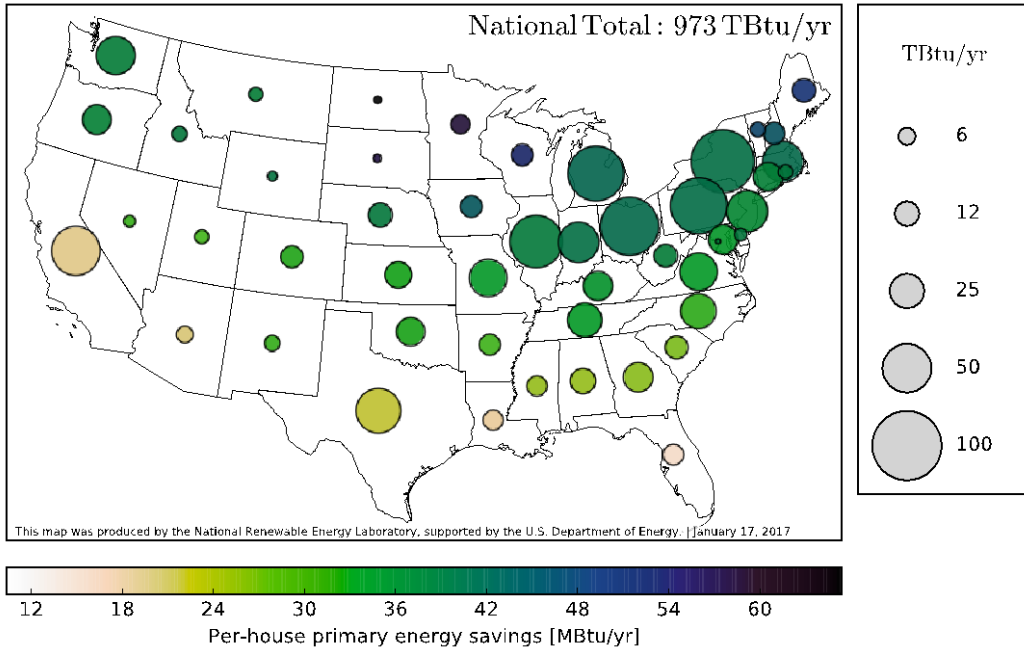 National Total: 973 TBtu/yr
TBtu/yr
6
12
25
50
100
This map was produced by the National Renewable Energy Laboratory, supported by the U.S. Department of Energy. | January 17, 2017
12 18 24 30 36 42 48 54 60
Per-house primary energy savings [MBtu/yr]